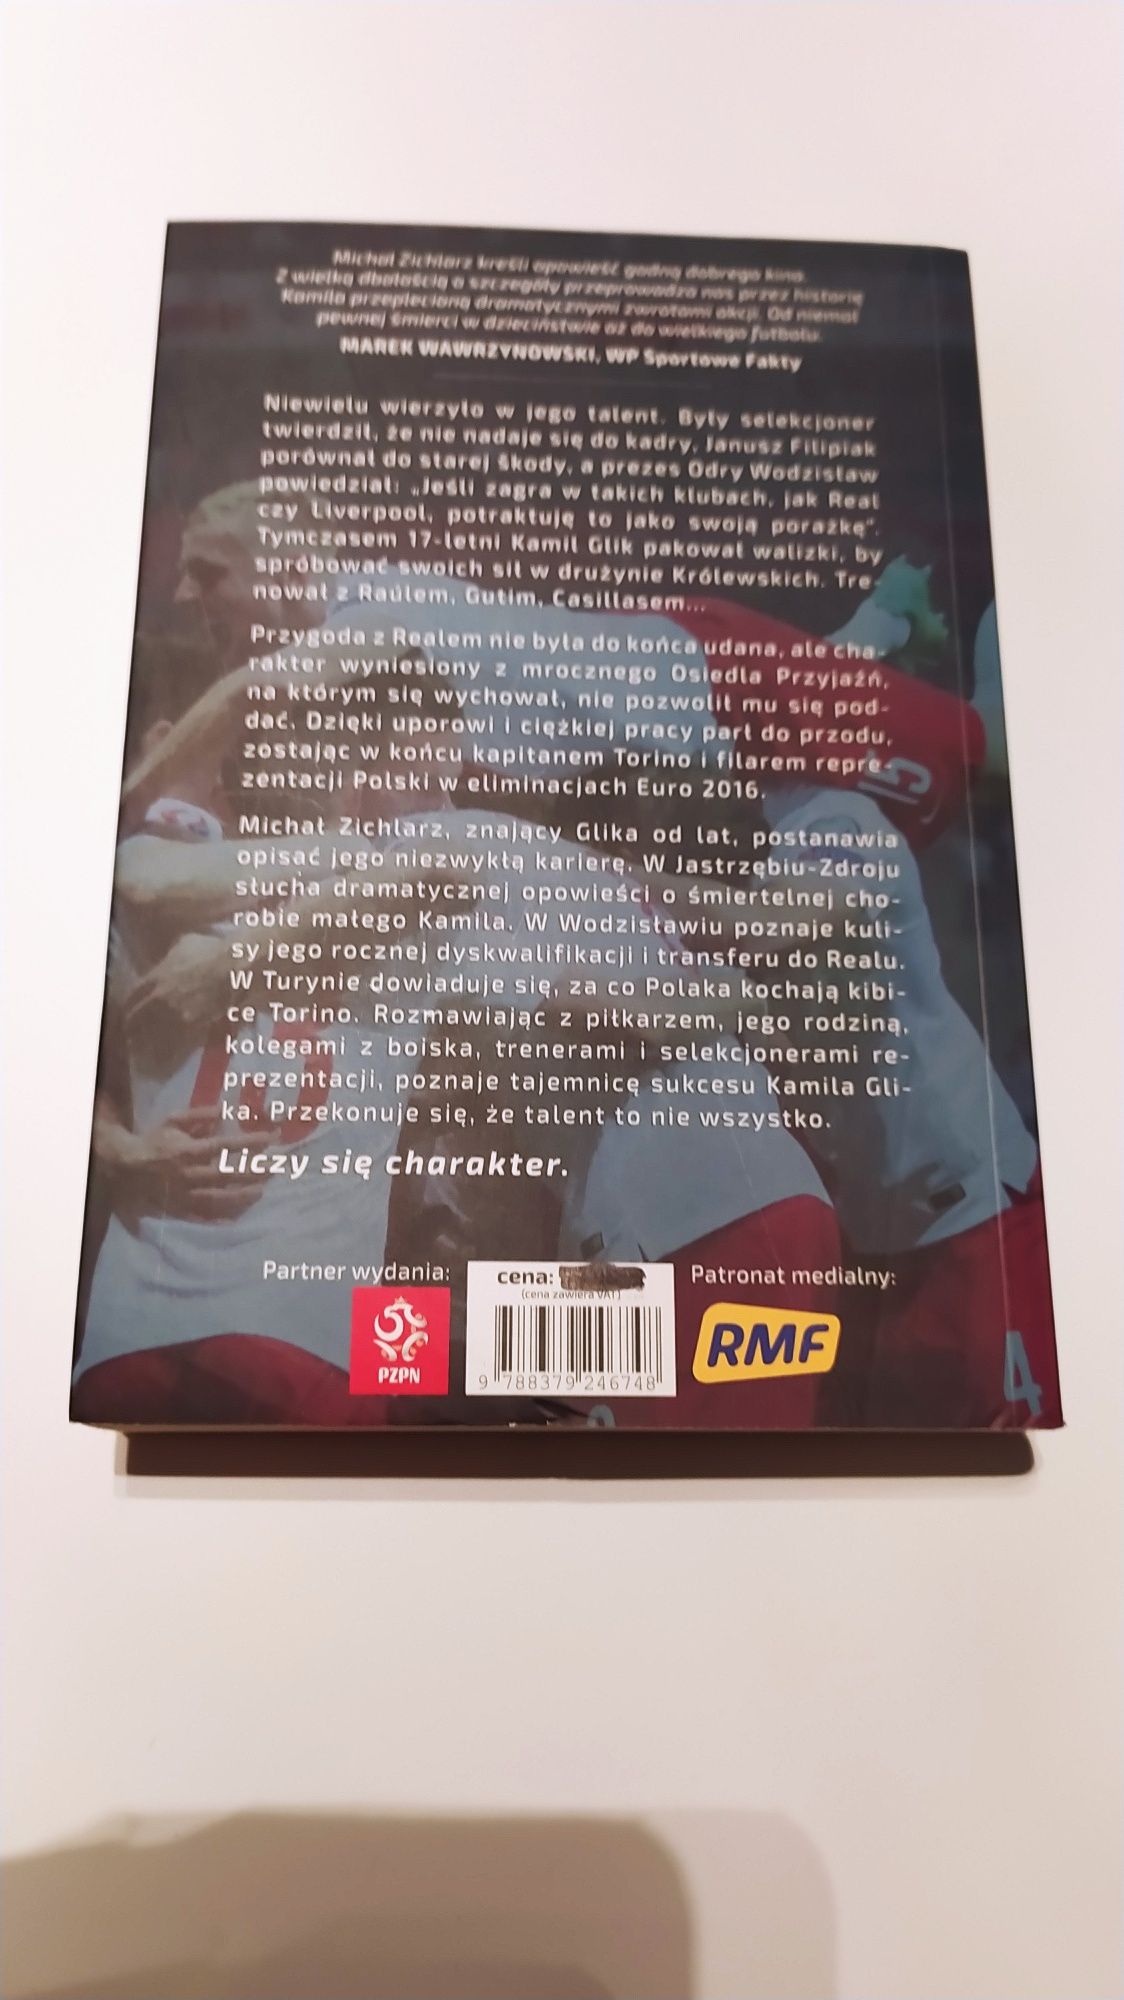 Michał Zichlarz kreśli opowieść godną dobrego kina.
Z wielką dbałością o szczegóły przeprowadza nas przez historię
Kamila przeplecioną dramatycznymi zwrotami akcji. Od niemal
pewnej śmierci w dzieciństwie aż do wielkiego futbolu.
MAREK WAWRZYNOWSKI, WP Sportowe Fakty
Niewielu wierzyło w jego talent. Były selekcjoner
twierdził, że nie nadaje się do kadry, Janusz Filipiak
porównał do starej škody, a prezes Odry Wodzisław
powiedział: „Jeśli zagra w takich klubach, jak Real
czy Liverpool, potraktuję to jako swoją porażkę".
Tymczasem 17-letni Kamil Glik pakował walizki, by
spróbować swoich sił w drużynie Królewskich. Tre-
nował z Raúlem, Gutim, Casillasem...
Przygoda z Realem nie była do końca udana, ale cha-
rakter wyniesiony z mrocznego Osiedla Przyjaźń,
na którym się wychował, nie pozwolił mu się pod-
dać. Dzięki uporowi i ciężkiej pracy parł do przodu,
zostając w końcu kapitanem Torino i filarem repre-
zentacji Polski w eliminacjach Euro 2016.
Michał Zichlarz, znający Glika od lat, postanawia
opisać jego niezwykłą karierę. W Jastrzębiu-Zdroju
słucha dramatycznej opowieści o śmiertelnej cho-
robie małego Kamila. W Wodzisławiu poznaje kuli-
sy jego rocznej dyskwalifikacji i transferu do Realu.
W Turynie dowiaduje się, za co Polaka kochają kibi-
ce Torino. Rozmawiając z piłkarzem, jego rodziną,
kolegami z boiska, trenerami i selekcjonerami re-
prezentacji, poznaje tajemnicę sukcesu Kamila Gli-
ka. Przekonuje się, że talent to nie wszystko.
Liczy się charakter.
Partner wydania:
PZPN
cena:
(cena zawiera VAT)
9 788379 246748
Patronat medialny:
RMF
15
10
4